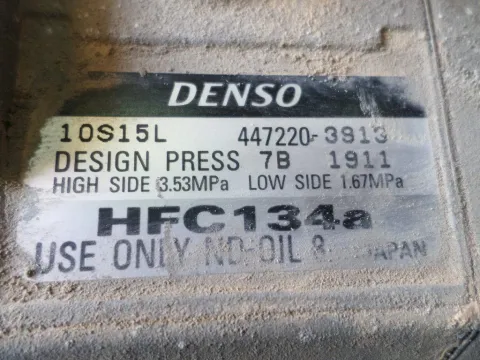 DENSO
10S15L 447220-3913
DESIGN PRESS 7B 1911
HIGH SIDE 3.53MPa LOW SIDE 1.67MPa
HFC134a
USE ONLY ND-OIL 8 JAPAN